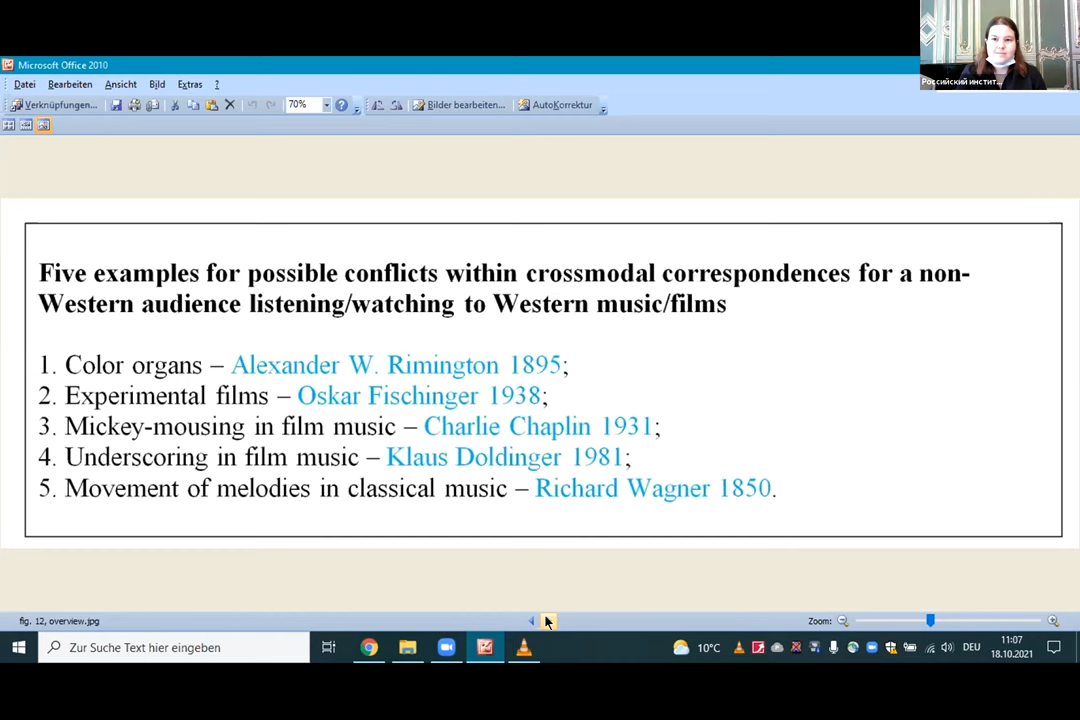 Microsoft Office 2010
Российский инстит...
Datei Bearbeiten Ansicht Bild Extras ?
Verknüpfungen... 70% Bilder bearbeiten... AutoKorrektur
Five examples for possible conflicts within crossmodal correspondences for a non-
Western audience listening/watching to Western music/films
1. Color organs – Alexander W. Rimington 1895;
2. Experimental films – Oskar Fischinger 1938;
3. Mickey-mousing in film music – Charlie Chaplin 1931;
4. Underscoring in film music – Klaus Doldinger 1981;
5. Movement of melodies in classical music – Richard Wagner 1850.
fig. 12, overview.jpg Zoom:
Zur Suche Text hier eingeben 10°C DEU 11:07
18.10.2021